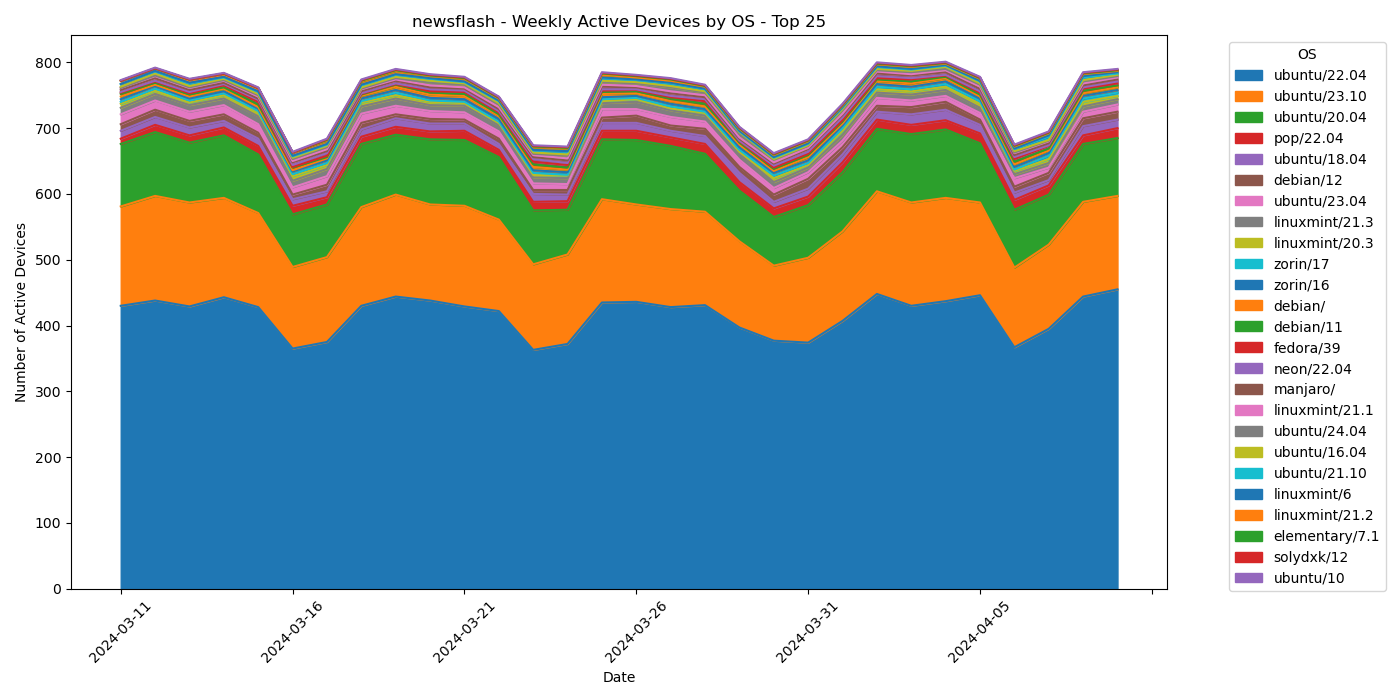 newsflash - Weekly Active Devices by OS - Top 25
Number of Active Devices
800
700
600
500
400
300
200
100
0
2024-03-11
2024-03-16
2024-03-21
2024-03-26
2024-03-31
2024-04-05
Date
OS
ubuntu/22.04
ubuntu/23.10
ubuntu/20.04
pop/22.04
ubuntu/18.04
debian/12
ubuntu/23.04
linuxmint/21.3
linuxmint/20.3
zorin/17
zorin/16
debian/
debian/11
fedora/39
neon/22.04
manjaro/
linuxmint/21.1
ubuntu/24.04
ubuntu/16.04
ubuntu/21.10
linuxmint/6
linuxmint/21.2
elementary/7.1
solydxk/12
ubuntu/10